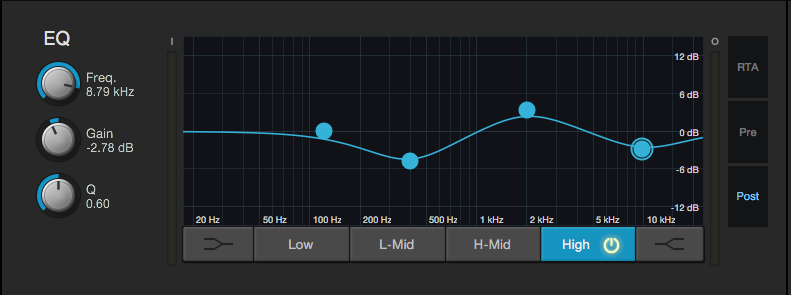 EQ
I
O
Freq.
8.79 kHz
Gain
-2.78 dB
Q
0.60
12 dB
6 dB
0 dB
-6 dB
-12 dB
20 Hz 50 Hz 100 Hz 200 Hz 500 Hz 1 kHz 2 kHz 5 kHz 10 kHz
Low L-Mid H-Mid High
RTA
Pre
Post